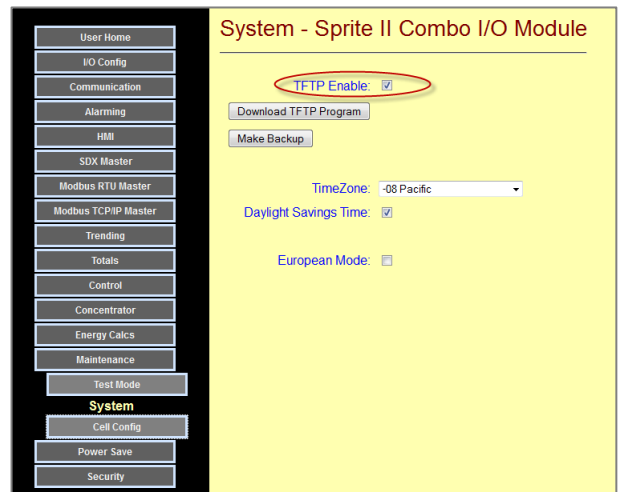 User Home
I/O Config
Communication
Alarming
HMI
SDX Master
Modbus RTU Master
Modbus TCP/IP Master
Trending
Totals
Control
Concentrator
Energy Calcs
Maintenance
Test Mode
System
Cell Config
Power Save
Security
System - Sprite II Combo I/O Module
TFTP Enable:
Download TFTP Program
Make Backup
TimeZone: -08 Pacific
Daylight Savings Time:
European Mode: